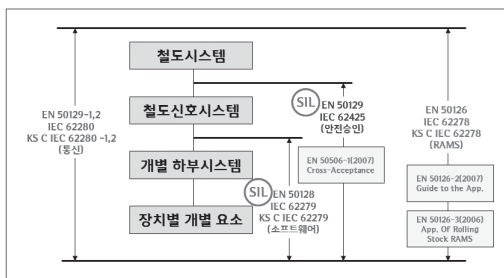 철도시스템
철도신호시스템
개별 하부시스템
장치별 개별 요소
EN 50129-1,2
IEC 62280
KS C IEC 62280 -1,2
(통신)
SIL
EN 50128
IEC 62279
KS C IEC 62279
(소프트웨어)
SIL
EN 50129
IEC 62425
(안전승인)
EN 50506-1(2007)
Cross-Acceptance
EN 50126
IEC 62278
KS C IEC 62278
(RAMS)
EN 50126-2(2007)
Guide to the App.
EN 50126-3(2006)
App. Of Rolling
Stock RAMS